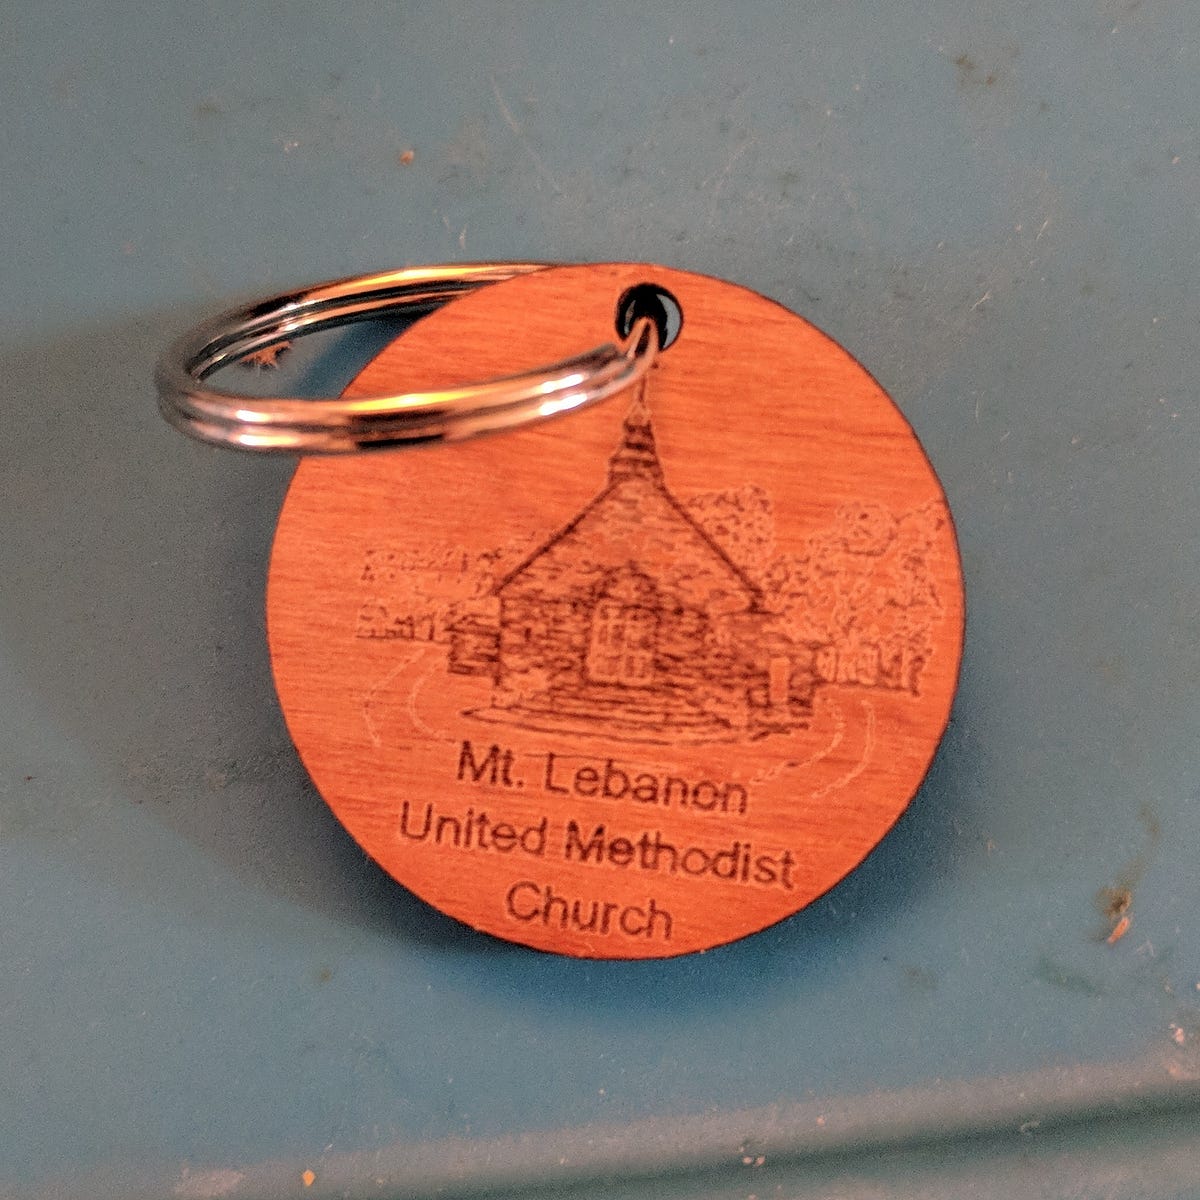 Mt. Lebanon
United Methodist
Church